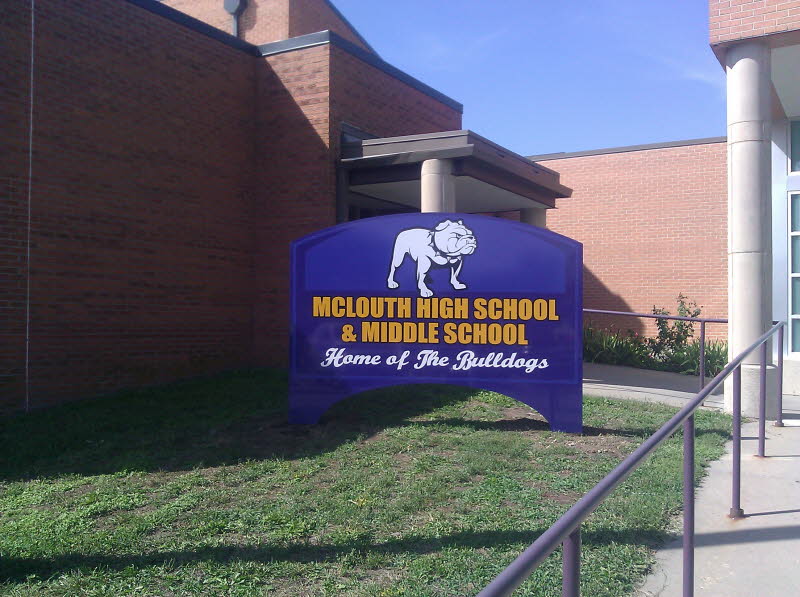 MCLOUTH HIGH SCHOOL
& MIDDLE SCHOOL
Home of The Bulldogs